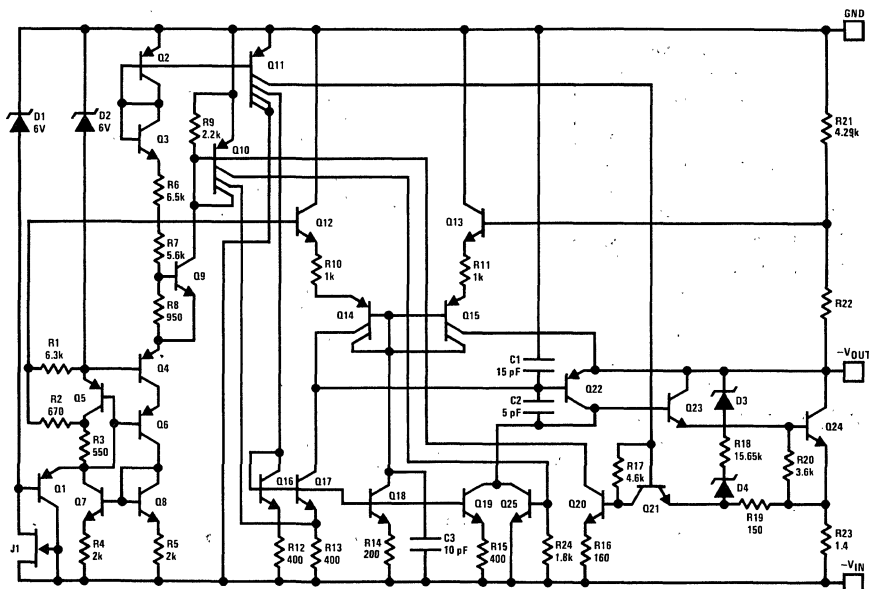 GND
Q2
Q11
D1
6V
D2
6V
R9
2.2k
R21
4.29k
Q3
Q10
R6
6.5k
Q12
Q13
R7
5.6k
Q9
R10
1k
R11
1k
R22
R8
950
Q14
Q15
R1
6.3k
Q4
C1
15 pF
Q22
-VOUT
Q5
R2
670
C2
5 pF
Q23
D3
Q24
Q6
R3
550
R18
15.65k
R20
3.6k
Q1
Q7
Q8
Q16
Q17
Q18
Q19
Q25
Q20
R17
4.6k
Q21
D4
R19
150
J1
R4
2k
R5
2k
R12
400
R13
400
R14
200
C3
10 pF
R15
400
R24
1.8k
R16
160
R23
1.4
-VIN